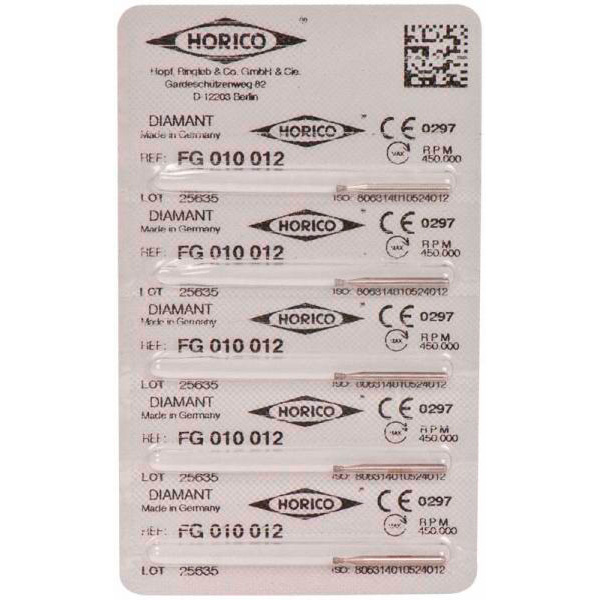 HORICO
Hopf, Ringleb & Co. GmbH & Cie.
Gardeschützenweg 82
D-12203 Berlin
DIAMANT
Made in Germany
HORICO
CE 0297
REF: FG 010 012
MAX RPM
450.000
LOT 25635 ISO: 806314010524012
DIAMANT
Made in Germany
HORICO
CE 0297
REF: FG 010 012
MAX RPM
450.000
LOT 25635 ISO: 806314010524012
DIAMANT
Made in Germany
HORICO
CE 0297
REF: FG 010 012
MAX RPM
450.000
LOT 25635 ISO: 806314010524012
DIAMANT
Made in Germany
HORICO
CE 0297
REF: FG 010 012
MAX RPM
450.000
LOT 25635 ISO: 806314010524012
DIAMANT
Made in Germany
HORICO
CE 0297
REF: FG 010 012
MAX RPM
450.000
LOT 25635 ISO: 806314010524012